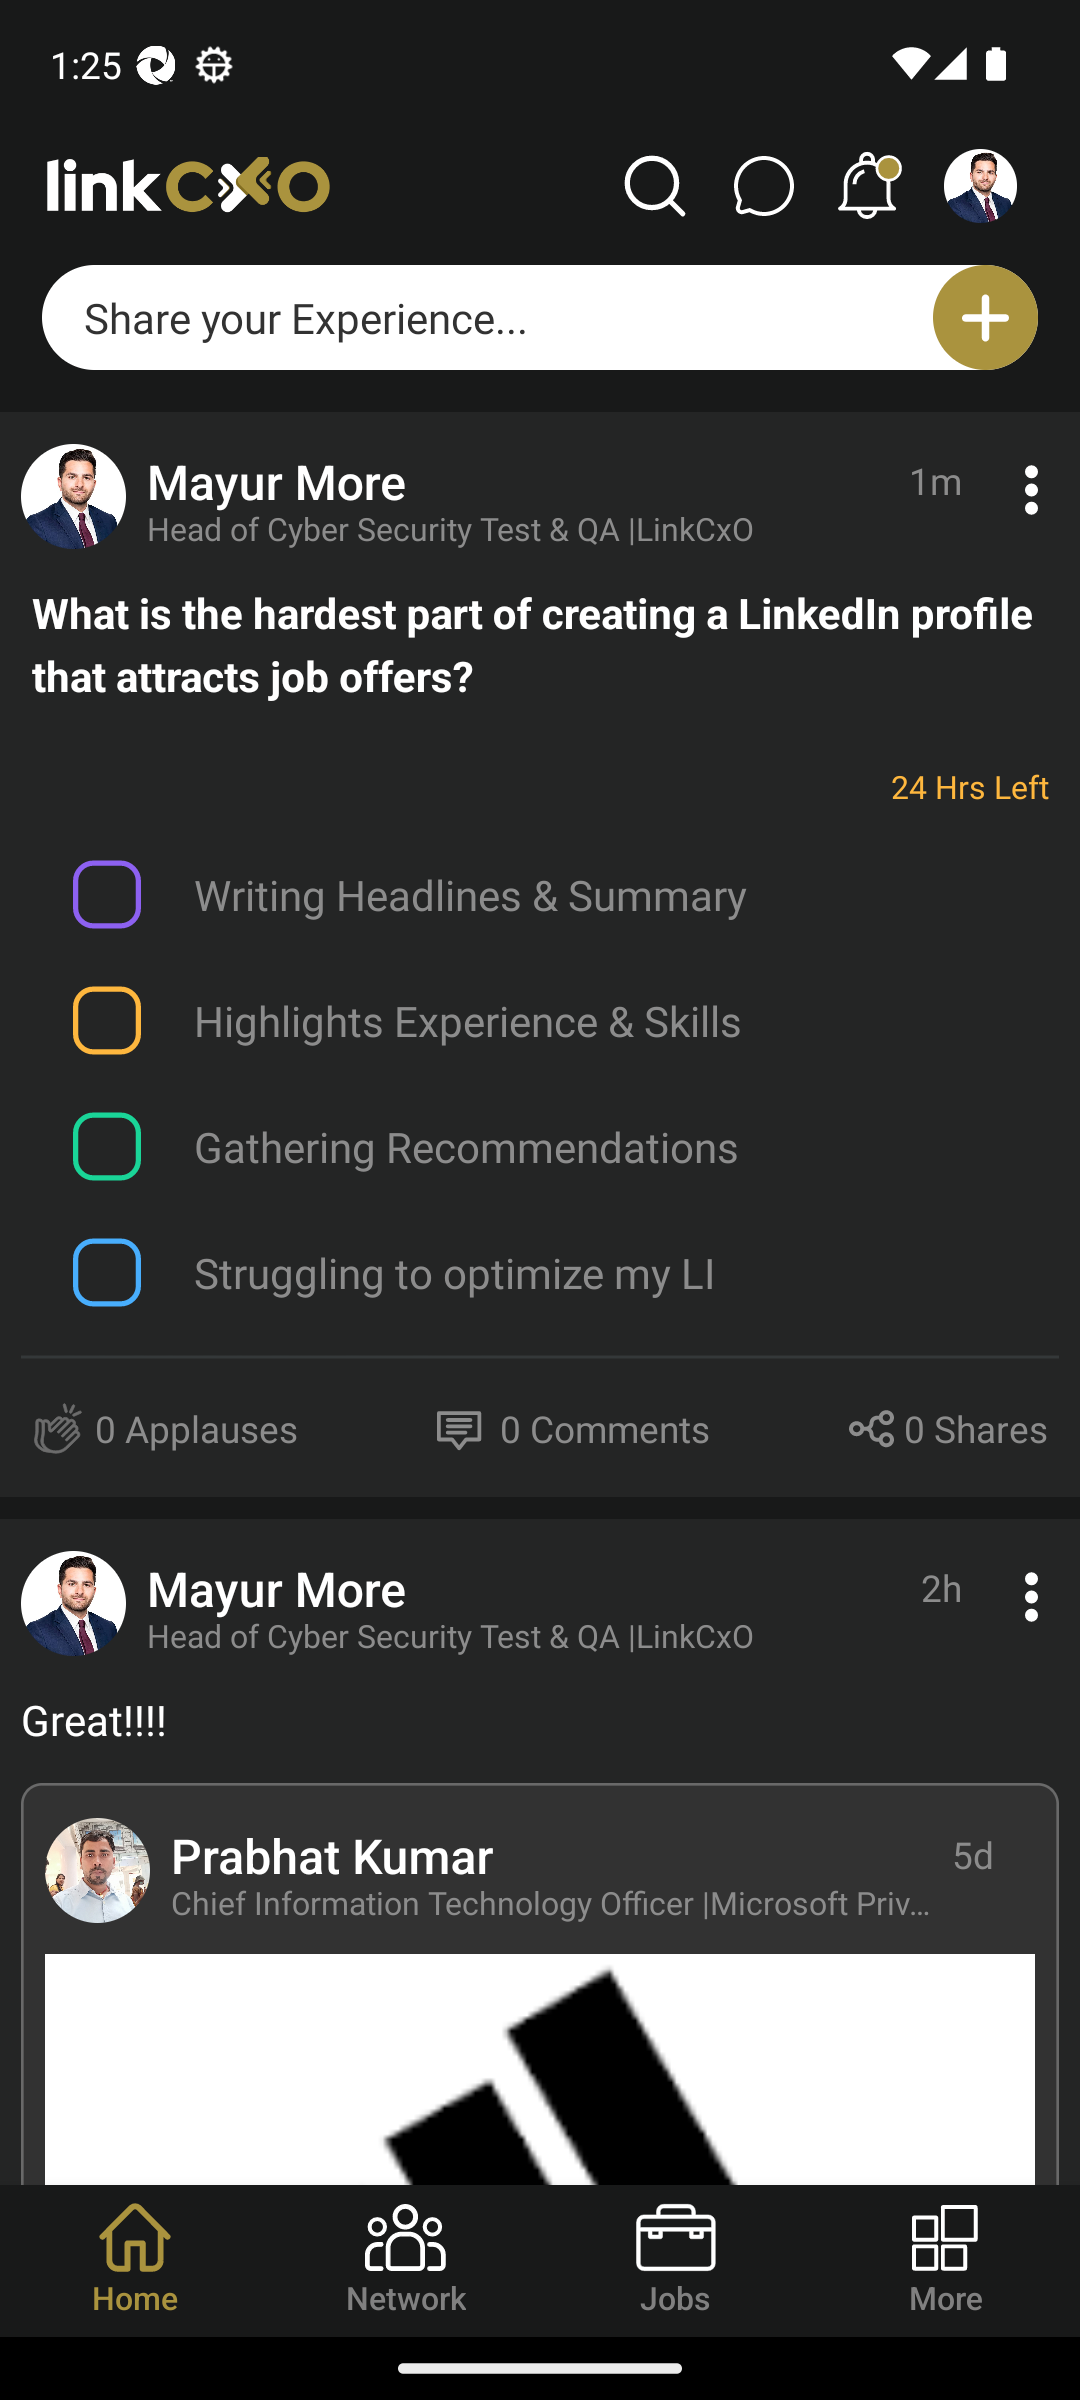 1:25
linkcxo
Share your Experience...
Mayur More
1m
Head of Cyber Security Test & QA |LinkCxO
What is the hardest part of creating a LinkedIn profile
that attracts job offers?
24 Hrs Left
Writing Headlines & Summary
Highlights Experience & Skills
Gathering Recommendations
Struggling to optimize my LI
0 Applauses
0 Comments
0 Shares
Mayur More
2h
Head of Cyber Security Test & QA |LinkCxO
Great!!!!
Prabhat Kumar
5d
Chief Information Technology Officer |Microsoft Priv...
Home
Network
Jobs
More